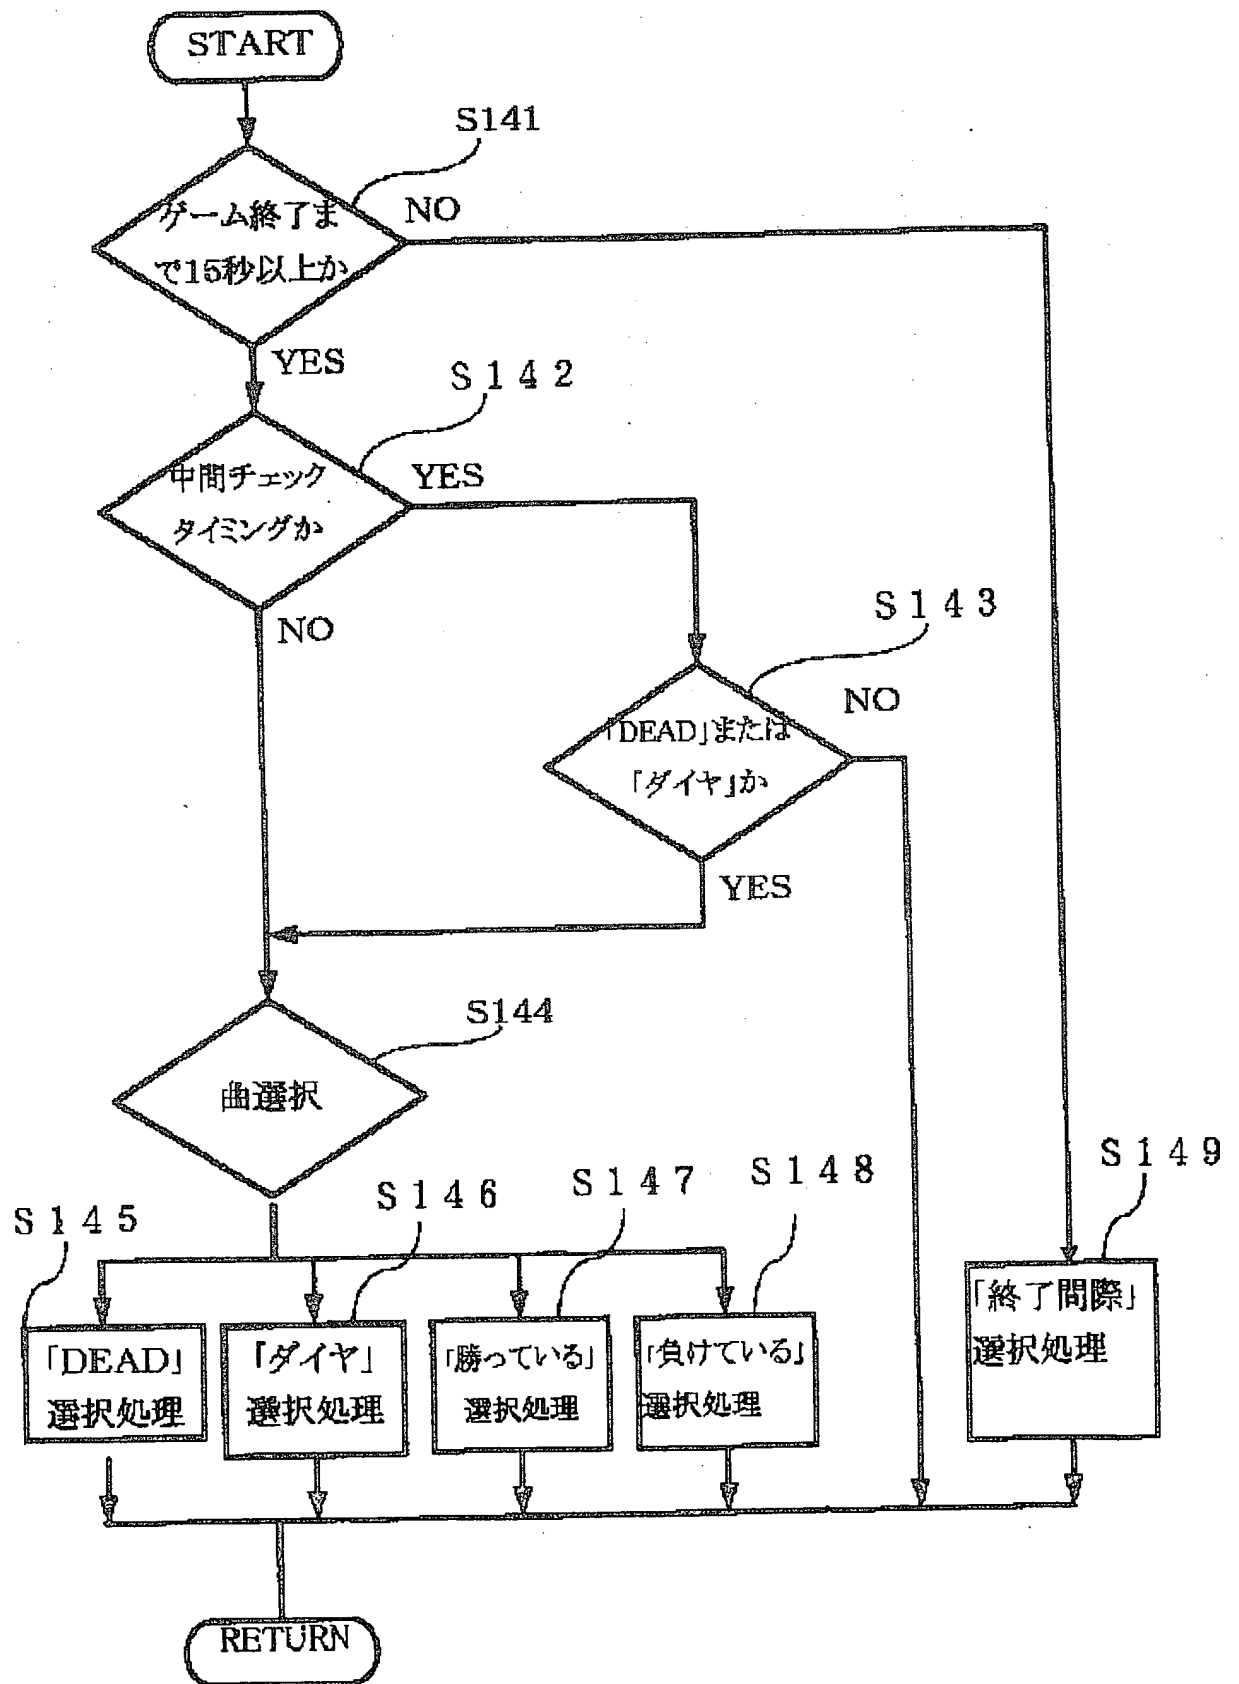 START
S141
ゲーム終了ま
で15秒以上か
NO
YES
S142
中間チェック
タイミングか
YES
NO
S143
「DEAD」または
「ダイヤ」か
NO
YES
S144
曲選択
S145
「DEAD」
選択処理
S146
「ダイヤ」
選択処理
S147
「勝っている」
選択処理
S148
「負けている」
選択処理
S149
「終了間際」
選択処理
RETURN